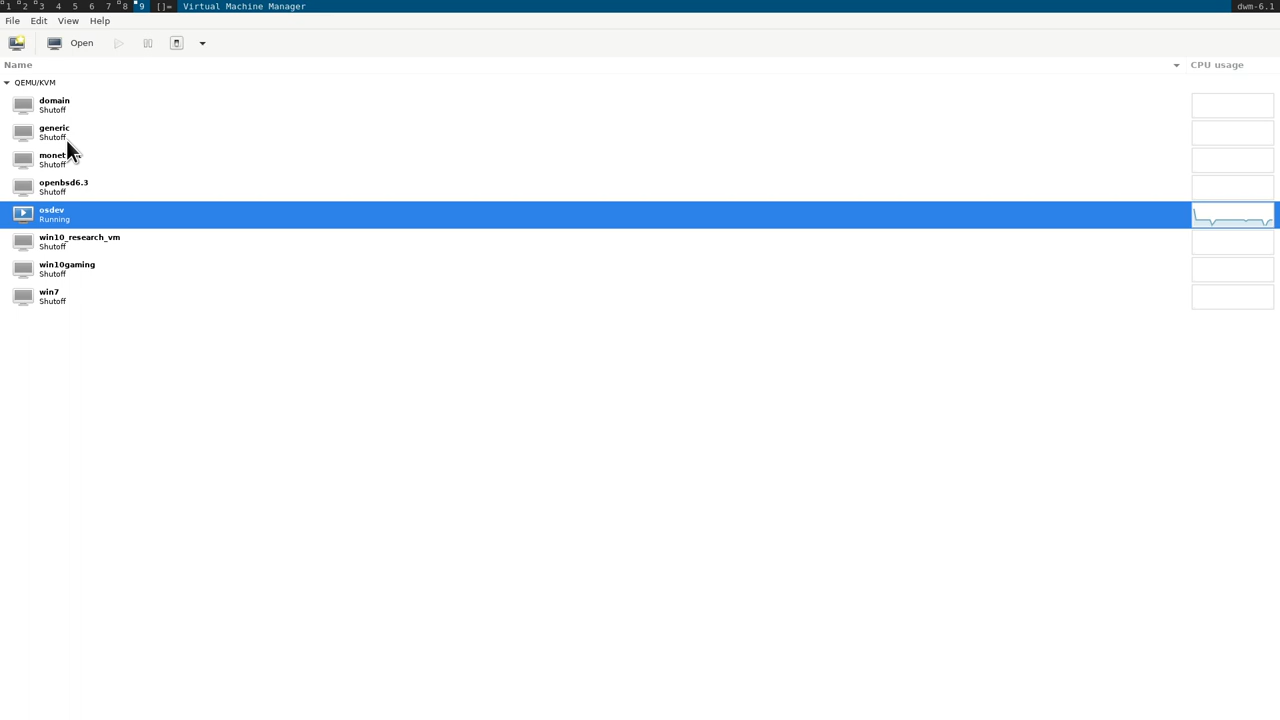 1 2 3 4 5 6 7 8 9 []= Virtual Machine Manager dwm-6.1
File Edit View Help
Open
Name CPU usage
QEMU/KVM
domain
Shutoff
generic
Shutoff
Shutoff
openbsd6.3
Shutoff
osdev
Running
win10_research_vm
Shutoff
win10gaming
Shutoff
win7
Shutoff